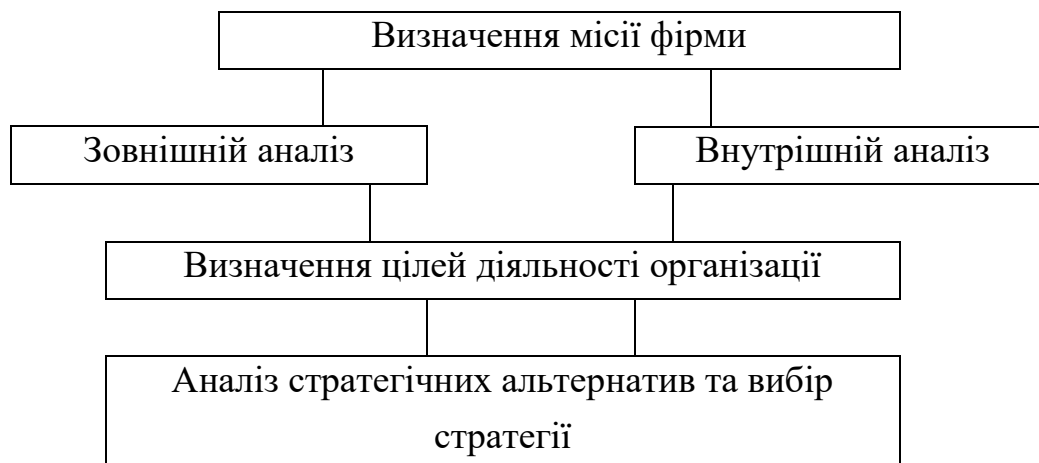 Визначення місії фірми
Зовнішній аналіз
Внутрішній аналіз
Визначення цілей діяльності організації
Аналіз стратегічних альтернатив та вибір
стратегії